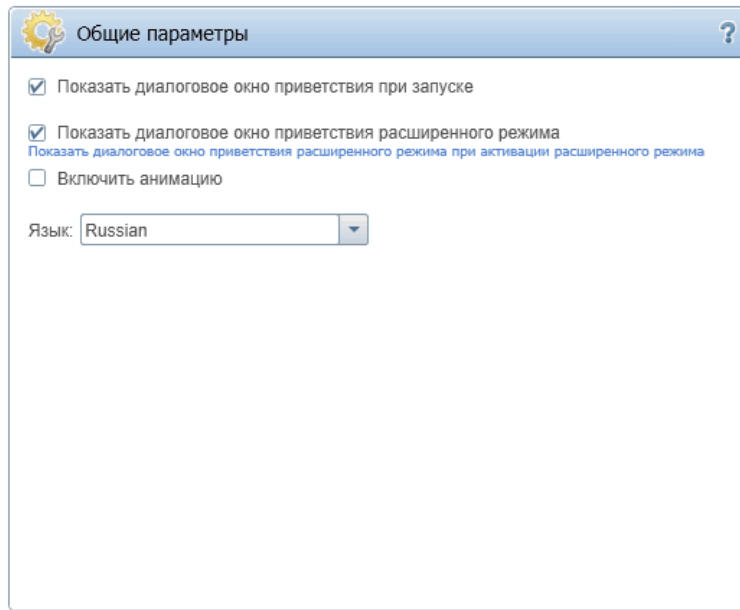 Общие параметры
?
Показать диалоговое окно приветствия при запуске
Показать диалоговое окно приветствия расширенного режима
Показать диалоговое окно приветствия расширенного режима при активации расширенного режима
Включить анимацию
Язык: Russian